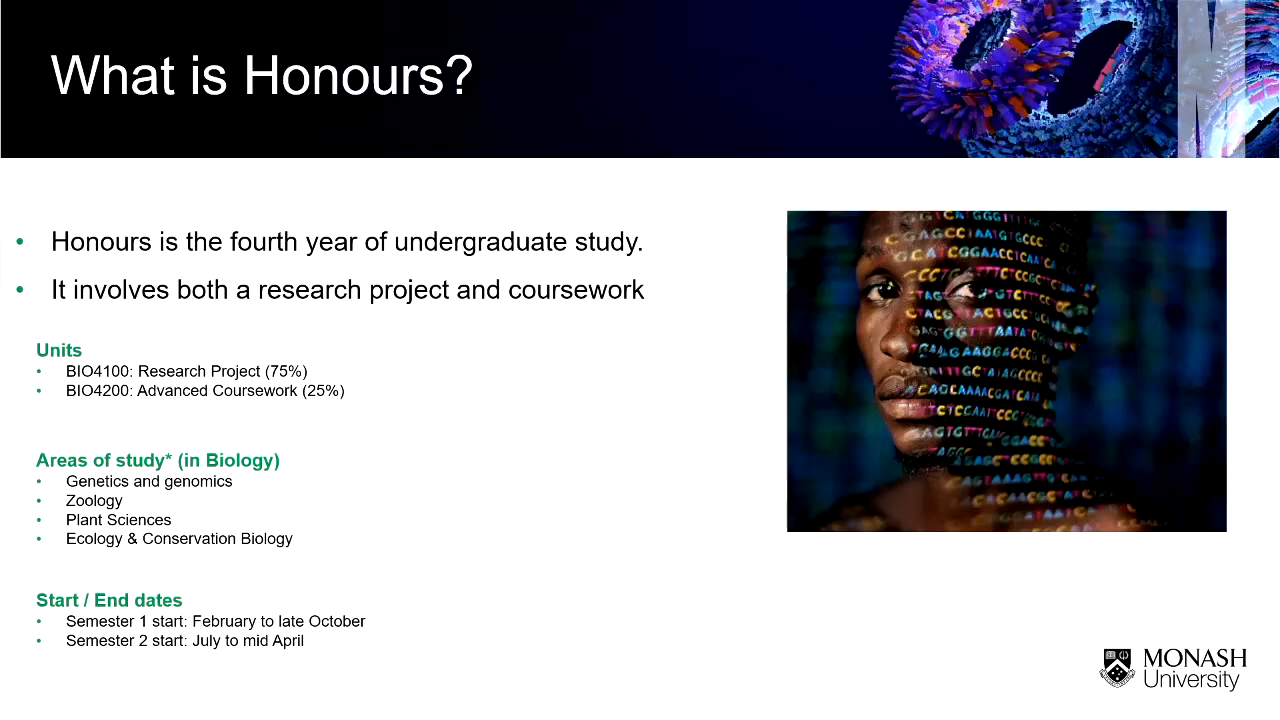 What is Honours?
• Honours is the fourth year of undergraduate study.
• It involves both a research project and coursework
Units
• BIO4100: Research Project (75%)
• BIO4200: Advanced Coursework (25%)
Areas of study* (in Biology)
• Genetics and genomics
• Zoology
• Plant Sciences
• Ecology & Conservation Biology
Start / End dates
• Semester 1 start: February to late October
• Semester 2 start: July to mid April
MONASH
University